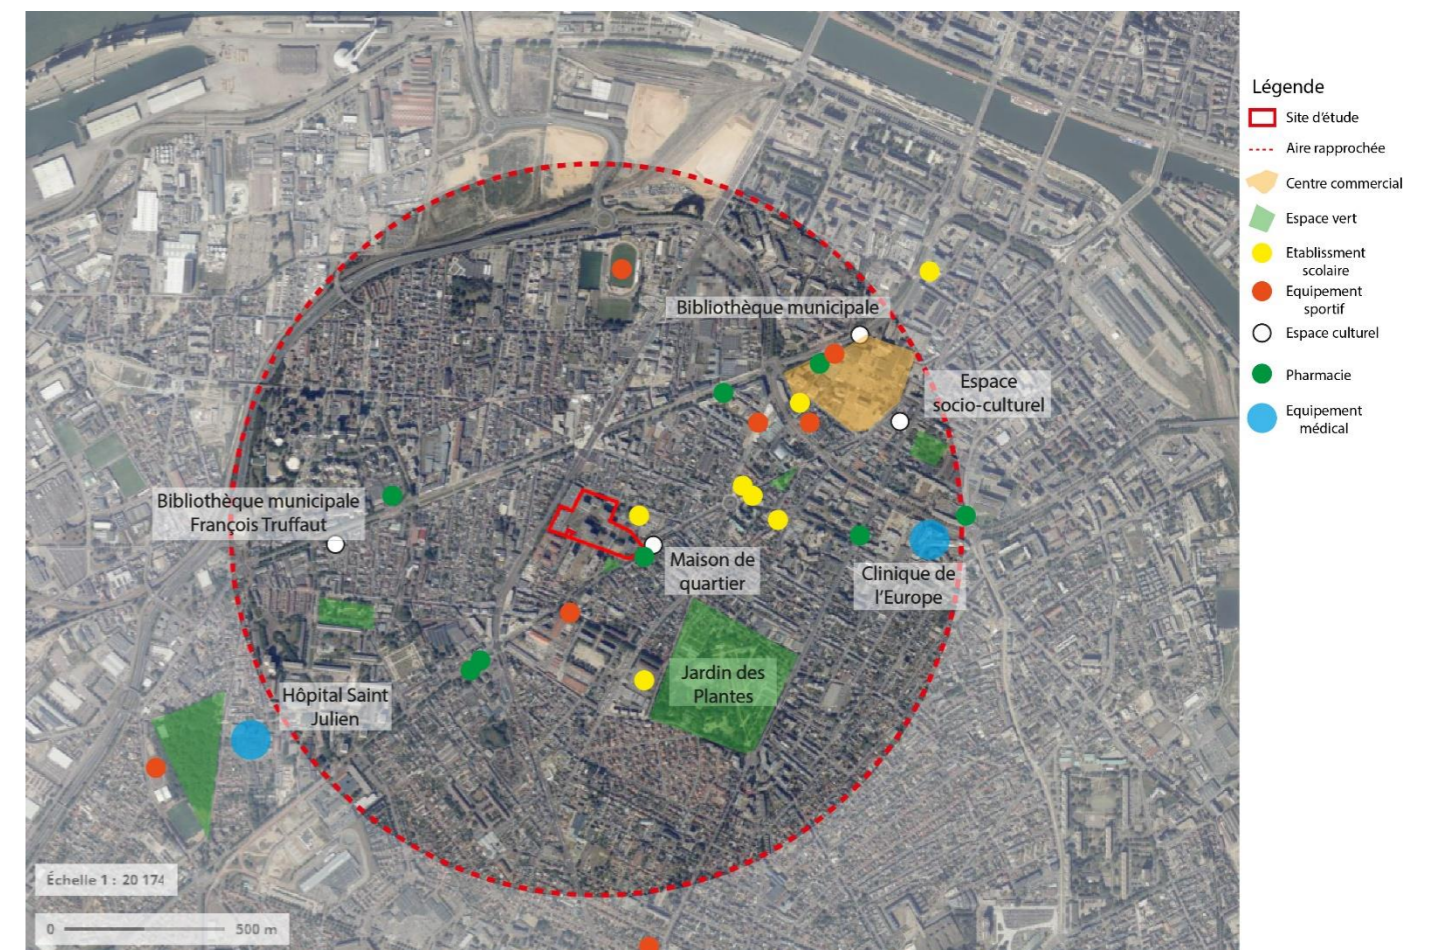 Légende
Site d'étude
Aire rapprochée
Centre commercial
Espace vert
Etablissment
scolaire
Equipement
sportif
Espace culturel
Pharmacie
Equipement
médical
Bibliothèque municipale
Espace
socio-culturel
Bibliothèque municipale
François Truffaut
Maison de
quartier
Clinique de
l'Europe
Jardin des
Plantes
Hôpital Saint
Julien
Échelle 1 : 20 174
0 500 m